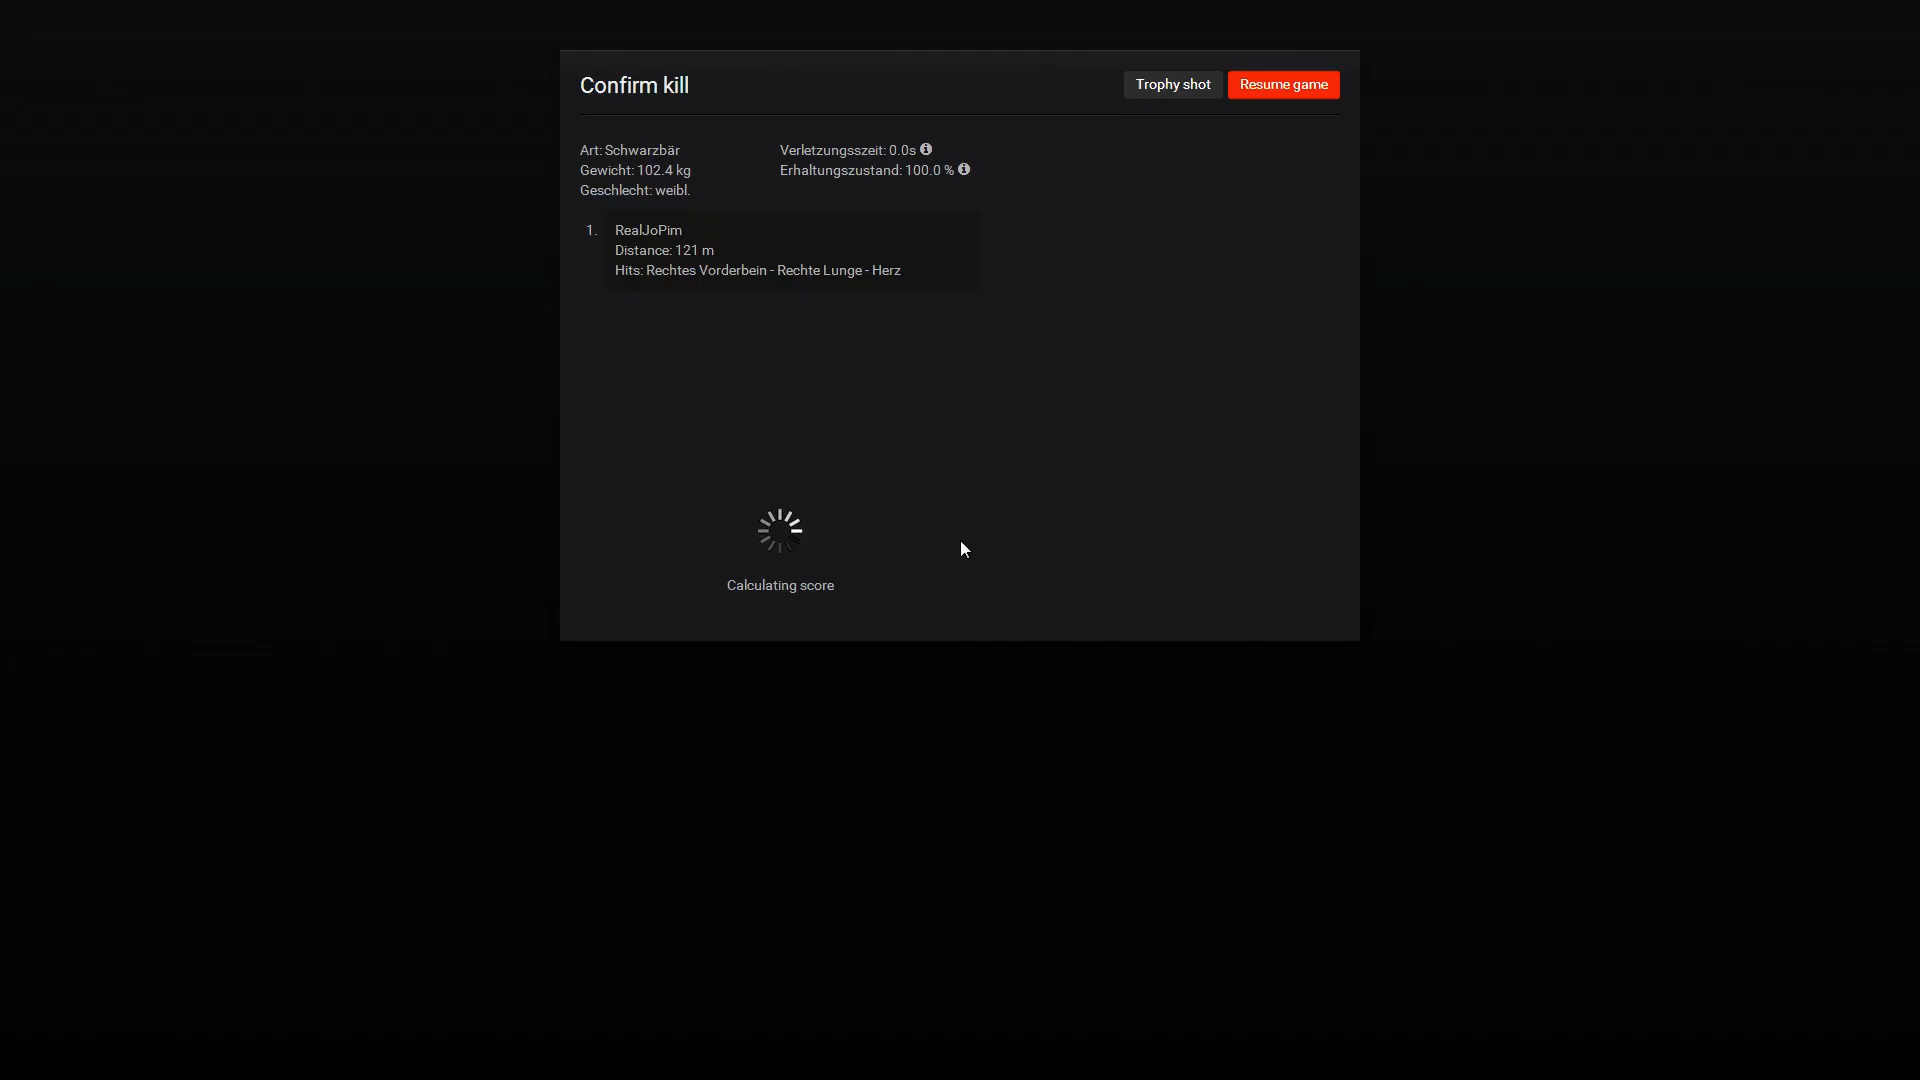 Confirm kill
Trophy shot
Resume game
Art: Schwarzbär
Gewicht: 102.4 kg
Geschlecht: weibl.
Verletzungsszeit: 0.0s
Erhaltungszustand: 100.0 %
1. RealJoPim
Distance: 121 m
Hits: Rechtes Vorderbein - Rechte Lunge - Herz
Calculating score